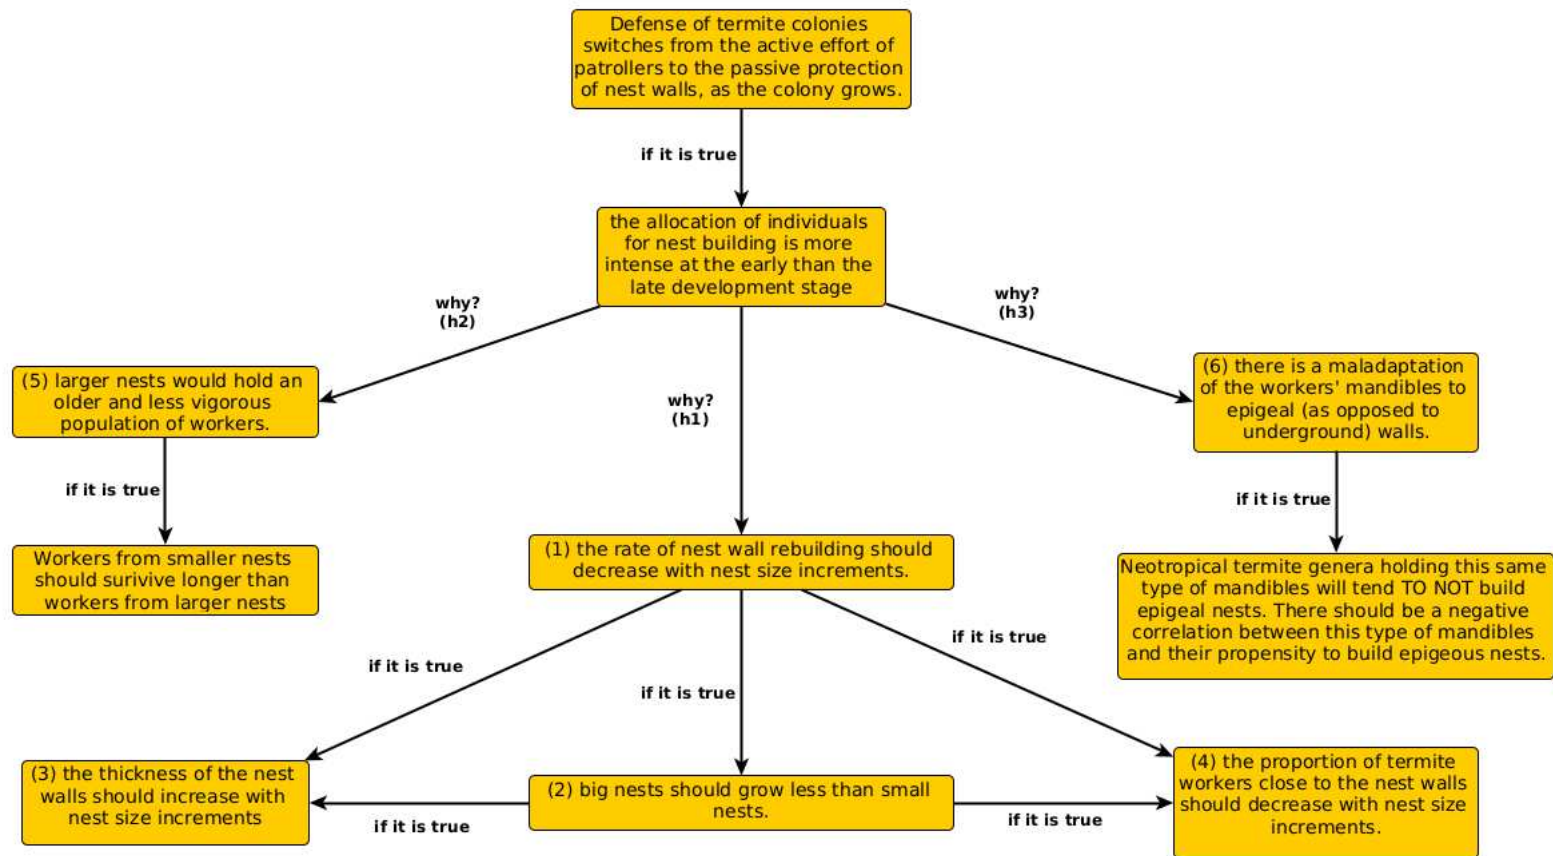 Defense of termite colonies
switches from the active effort of
patrollers to the passive protection
of nest walls, as the colony grows.
if it is true
the allocation of individuals
for nest building is more
intense at the early than the
late development stage
why?
(h2)
why?
(h1)
why?
(h3)
(5) larger nests would hold an
older and less vigorous
population of workers.
if it is true
Workers from smaller nests
should surivive longer than
workers from larger nests
(6) there is a maladaptation
of the workers' mandibles to
epigeal (as opposed to
underground) walls.
if it is true
Neotropical termite genera holding this same
type of mandibles will tend TO NOT build
epigeal nests. There should be a negative
correlation between this type of mandibles
and their propensity to build epigeous nests.
(1) the rate of nest wall rebuilding should
decrease with nest size increments.
if it is true
if it is true
if it is true
(3) the thickness of the nest
walls should increase with
nest size increments
if it is true
(2) big nests should grow less than small
nests.
if it is true
(4) the proportion of termite
workers close to the nest walls
should decrease with nest size
increments.